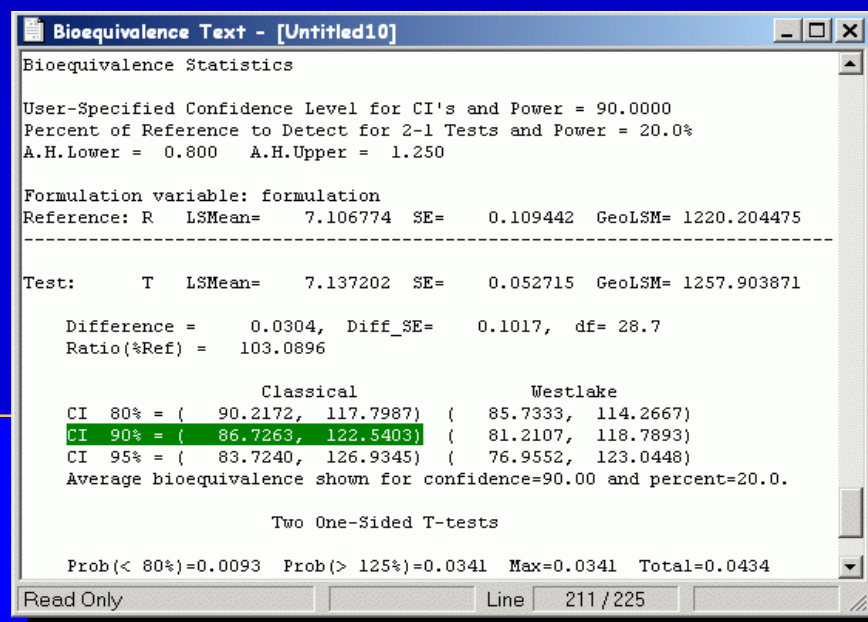 Bioequivalence Text - [Untitled10]
Bioequivalence Statistics
User-Specified Confidence Level for CI's and Power = 90.0000
Percent of Reference to Detect for 2-1 Tests and Power = 20.0%
A.H.Lower = 0.800 A.H.Upper = 1.250
Formulation variable: formulation
Reference: R LSMean= 7.106774 SE= 0.109442 GeoLSM= 1220.204475
--------------------------------------------------------------------------
Test: T LSMean= 7.137202 SE= 0.052715 GeoLSM= 1257.903871
Difference = 0.0304, Diff_SE= 0.1017, df= 28.7
Ratio(%Ref) = 103.0896
Classical Westlake
CI 80% = ( 90.2172, 117.7987) ( 85.7333, 114.2667)
CI 90% = ( 86.7263, 122.5403) ( 81.2107, 118.7893)
CI 95% = ( 83.7240, 126.9345) ( 76.9552, 123.0448)
Average bioequivalence shown for confidence=90.00 and percent=20.0.
Two One-Sided T-tests
Prob(< 80%)=0.0093 Prob(> 125%)=0.0341 Max=0.0341 Total=0.0434
Read Only Line 211 / 225